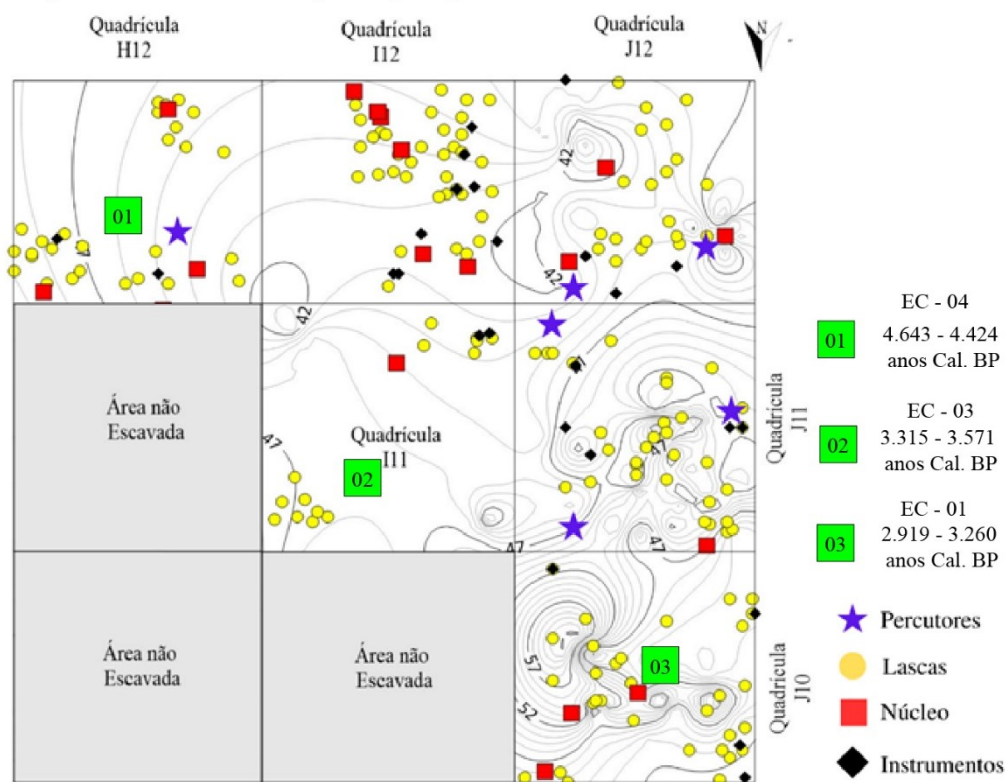 Quadrícula
H12
Quadrícula
I12
Quadrícula
J12
N
01
42
42
42
47
47
47
47
47
Área não
Escavada
Quadrícula
I11
02
Quadrícula
J11
Área não
Escavada
Área não
Escavada
57
52
03
Quadrícula
J10
EC - 04
01
4.643 - 4.424
anos Cal. BP
EC - 03
02
3.315 - 3.571
anos Cal. BP
EC - 01
03
2.919 - 3.260
anos Cal. BP
Percutores
Lascas
Núcleo
Instrumentos